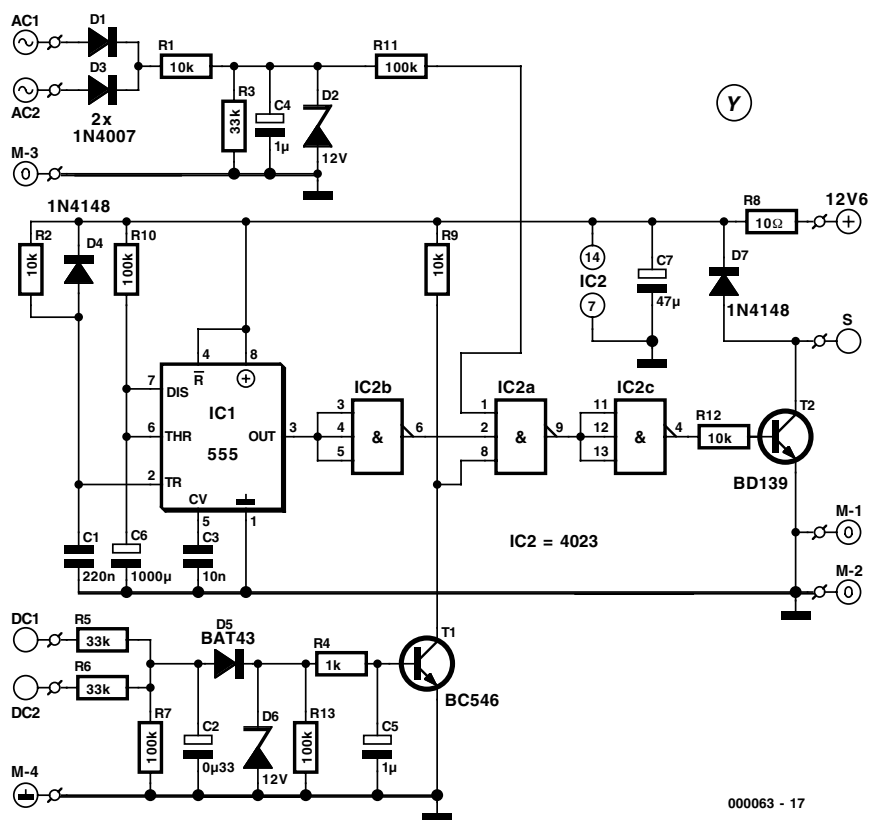 AC1
D1
R1
10k
R11
100k
D3
AC2
2x
1N4007
R3
33k
C4
1µ
D2
12V
Y
M-3
0
1N4148
R2
10k
D4
R10
100k
R9
10k
14
IC2
7
C7
47µ
R8
10Ω
12V6
+
D7
1N4148
S
4
8
R
7
DIS
IC1
6
THR
OUT
3
555
2
TR
CV
5
1
IC2b
3
4
5
&
6
IC2a
1
2
8
&
9
IC2c
11
12
13
&
4
R12
10k
T2
BD139
C1
220n
C6
1000µ
C3
10n
IC2 = 4023
M-1
0
M-2
0
DC1
R5
33k
D5
BAT43
R4
1k
T1
BC546
R6
33k
DC2
R7
100k
C2
0µ33
D6
12V
R13
100k
C5
1µ
M-4
000063 - 17